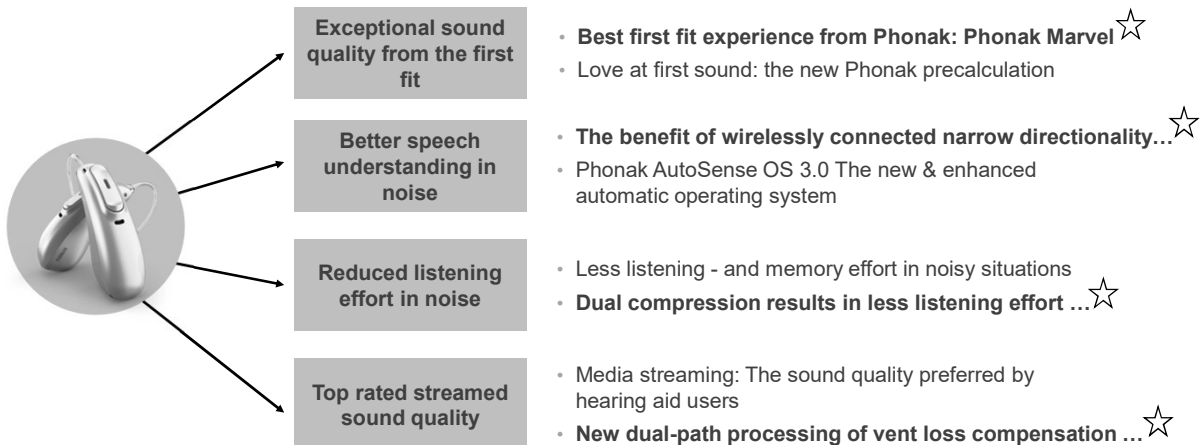 Exceptional sound
quality from the first
fit
• Best first fit experience from Phonak: Phonak Marvel
• Love at first sound: the new Phonak precalculation
Better speech
understanding in
noise
• The benefit of wirelessly connected narrow directionality…
• Phonak AutoSense OS 3.0 The new & enhanced
automatic operating system
Reduced listening
effort in noise
• Less listening - and memory effort in noisy situations
• Dual compression results in less listening effort …
Top rated streamed
sound quality
• Media streaming: The sound quality preferred by
hearing aid users
• New dual-path processing of vent loss compensation …